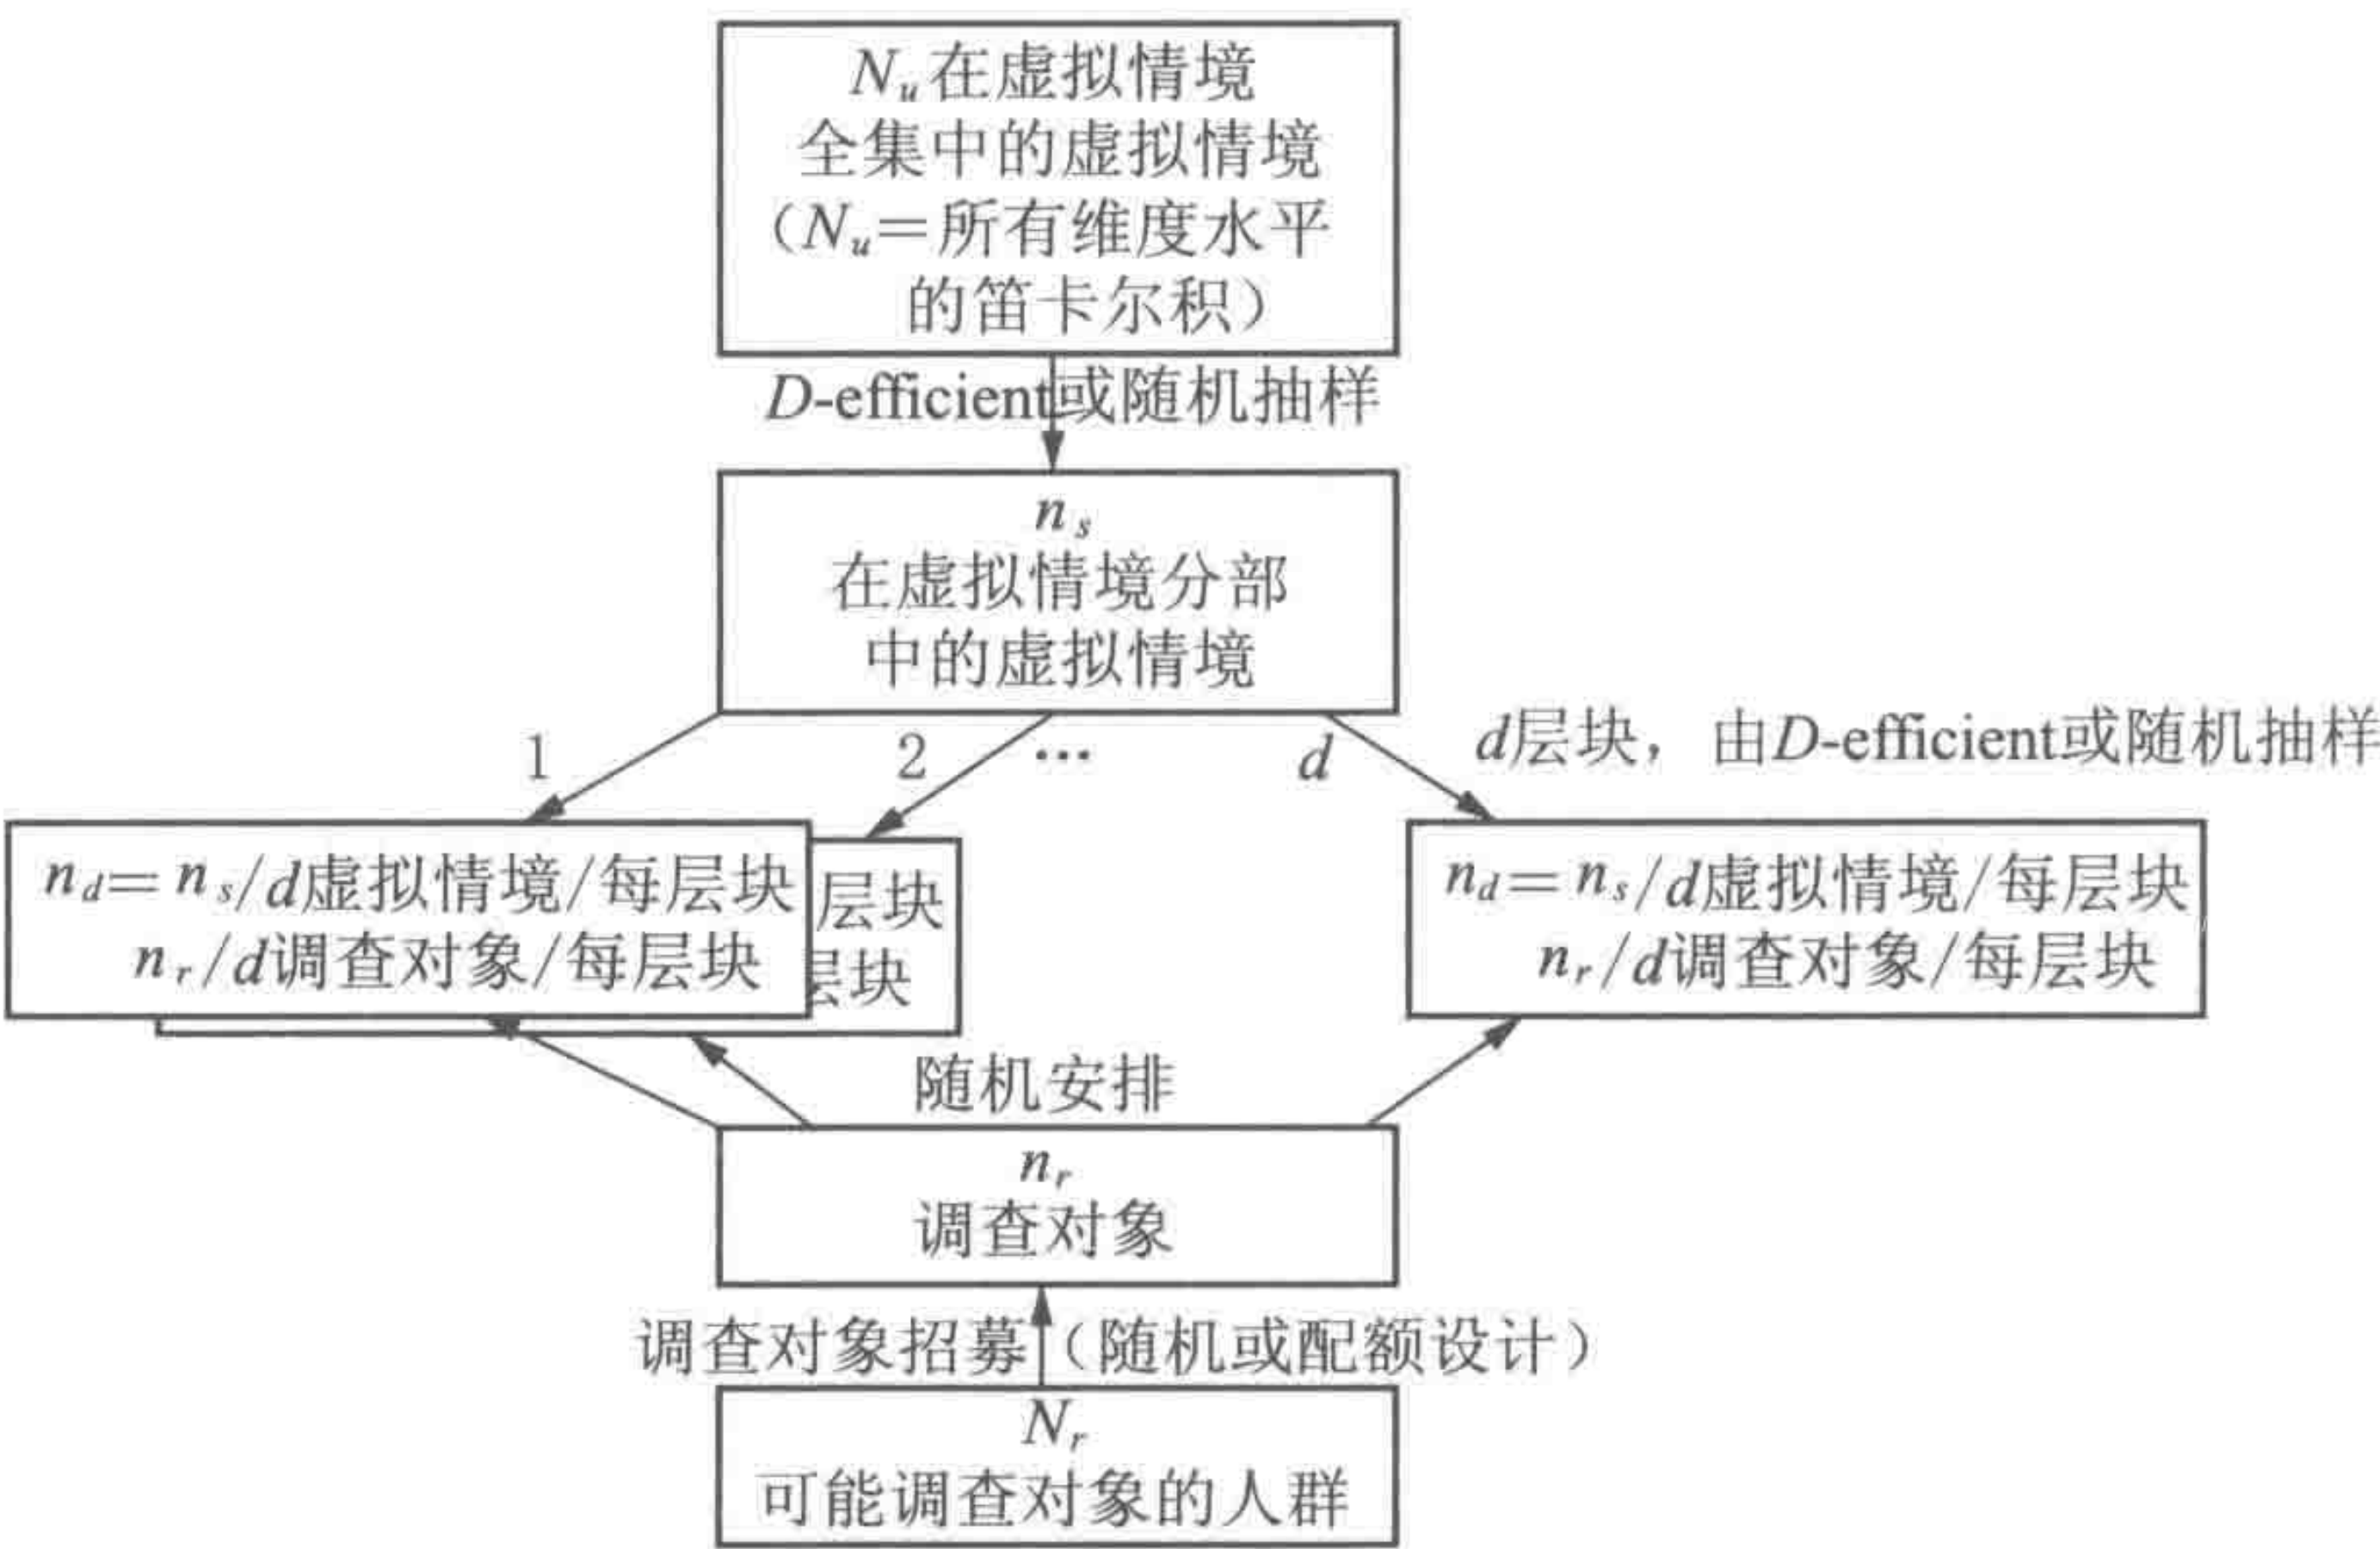 Nu在虚拟情境
全集中的虚拟情境
（Nu＝所有维度水平
的笛卡尔积）
D-efficient或随机抽样
ns
在虚拟情境分部
中的虚拟情境
1
2
…
d
d层块，由D-efficient或随机抽样
nd＝ns/d虚拟情境/每层块
nr/d调查对象/每层块
层块
层块
nd＝ns/d虚拟情境/每层块
nr/d调查对象/每层块
随机安排
nr
调查对象
调查对象招募（随机或配额设计）
Nr
可能调查对象的人群